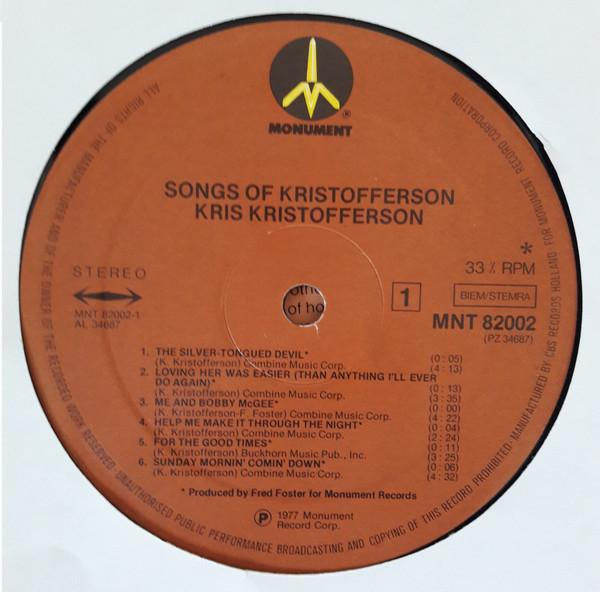 ®
MONUMENT
SONGS OF KRISTOFFERSON
KRIS KRISTOFFERSON
STEREO
MNT 82002-1
AL 34687
*
33⅓ RPM
1
BIEM/STEMRA
MNT 82002
(PZ 34687)
of ho
1. THE SILVER-TONGUED DEVIL* (0 : 05)
(K. Kristofferson) Combine Music Corp. (4 : 13)
2. LOVING HER WAS EASIER (THAN ANYTHING I'LL EVER
DO AGAIN)* (0 : 13)
(K. Kristofferson) Combine Music Corp. (3 : 35)
3. ME AND BOBBY McGEE* (0 : 00)
(K. Kristofferson-F. Foster) Combine Music Corp. (4 : 22)
4. HELP ME MAKE IT THROUGH THE NIGHT* (0 : 04)
(K. Kristofferson) Combine Music Corp. (2 : 24)
5. FOR THE GOOD TIMES* (0 : 11)
(K. Kristofferson) Buckhorn Music Pub., Inc. (3 : 25)
6. SUNDAY MORNIN' COMIN' DOWN* (0 : 06)
(K. Kristofferson) Combine Music Corp. (4 : 32)
* Produced by Fred Foster for Monument Records
℗ 1977 Monument
Record Corp.
ALL RIGHTS OF THE MANUFACTURER AND OF THE OWNER OF THE RECORDED WORK RESERVED · UNAUTHORISED PUBLIC PERFORMANCE BROADCASTING AND COPYING OF THIS RECORD PROHIBITED · MANUFACTURED BY CBS RECORDS HOLLAND · FOR MONUMENT RECORD CORPORATION